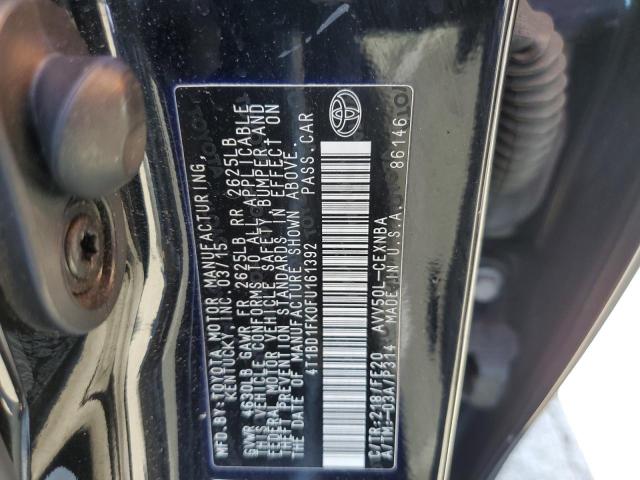 MFD.BY:TOYOTA MOTOR MANUFACTURING,
KENTUCKY, INC. 03/15
GVWR 4630LB GAWR FR 2625LB RR 2625LB
THIS VEHICLE CONFORMS TO ALL APPLICABLE
FEDERAL MOTOR VEHICLE SAFETY BUMPER,AND
THEFT PREVENTION STANDARDS IN EFFECT ON
THE DATE OF MANUFACTURE SHOWN ABOVE.
4T1BD1FK0FU161392 PASS.CAR
C/TR:218/FE20 AVV50L-CEXNBA
A/TM:-03A/P314 MADE IN U.S.A. 86146